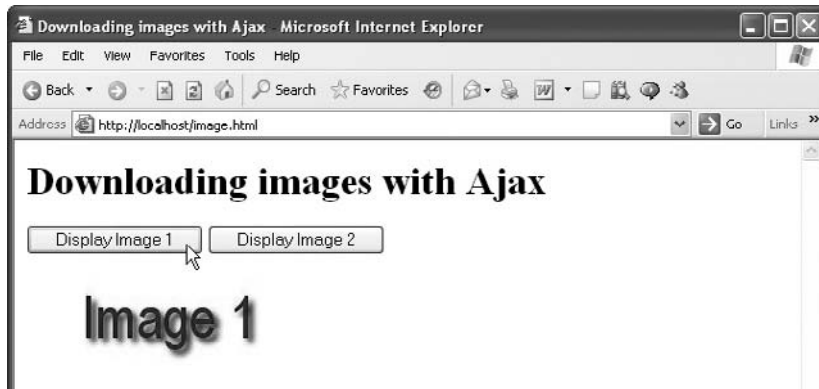 Downloading images with Ajax - Microsoft Internet Explorer
File Edit View Favorites Tools Help
Back Search Favorites W
Address http://localhost/image.html Go Links »
Downloading images with Ajax
Display Image 1 Display Image 2
Image 1